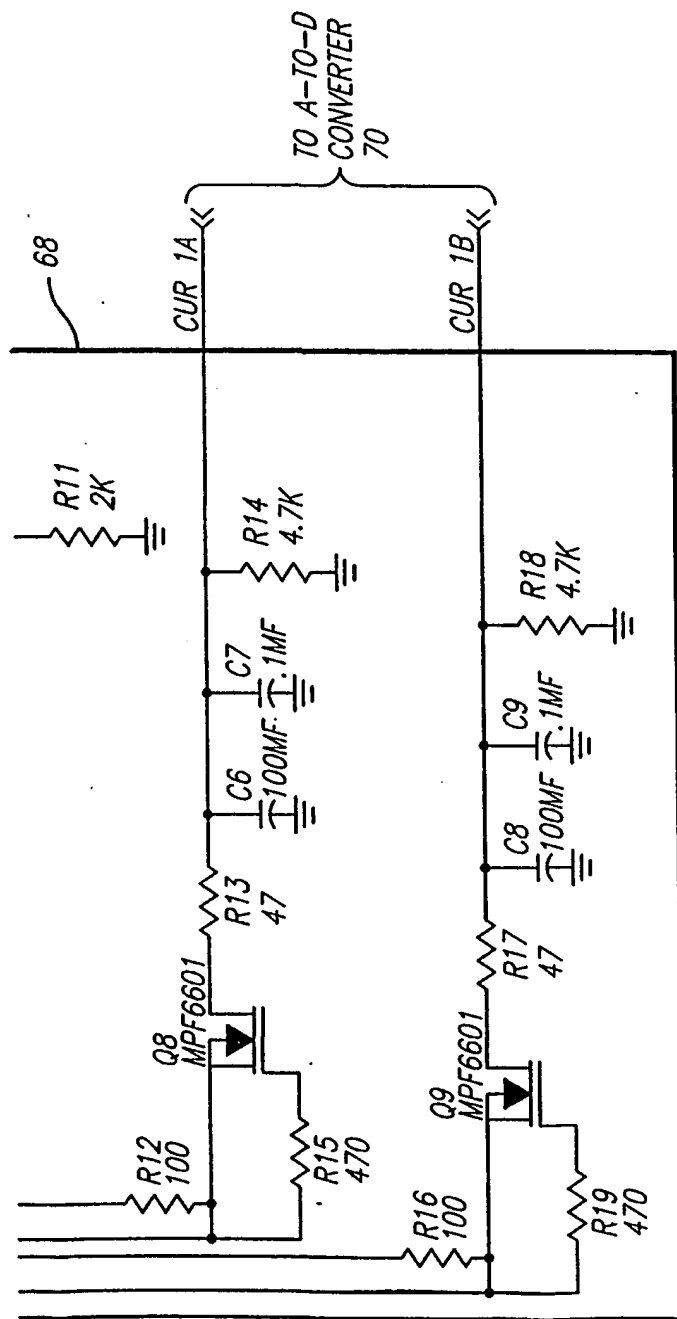 68
R11
2K
CUR 1A
TO A-TO-D
CONVERTER
70
R14
4.7K
C7
.1MF
C6
100MF
R13
47
Q8
MPF6601
R12
100
R15
470
CUR 1B
R18
4.7K
C9
.1MF
C8
100MF
R17
47
Q9
MPF6601
R16
100
R19
470